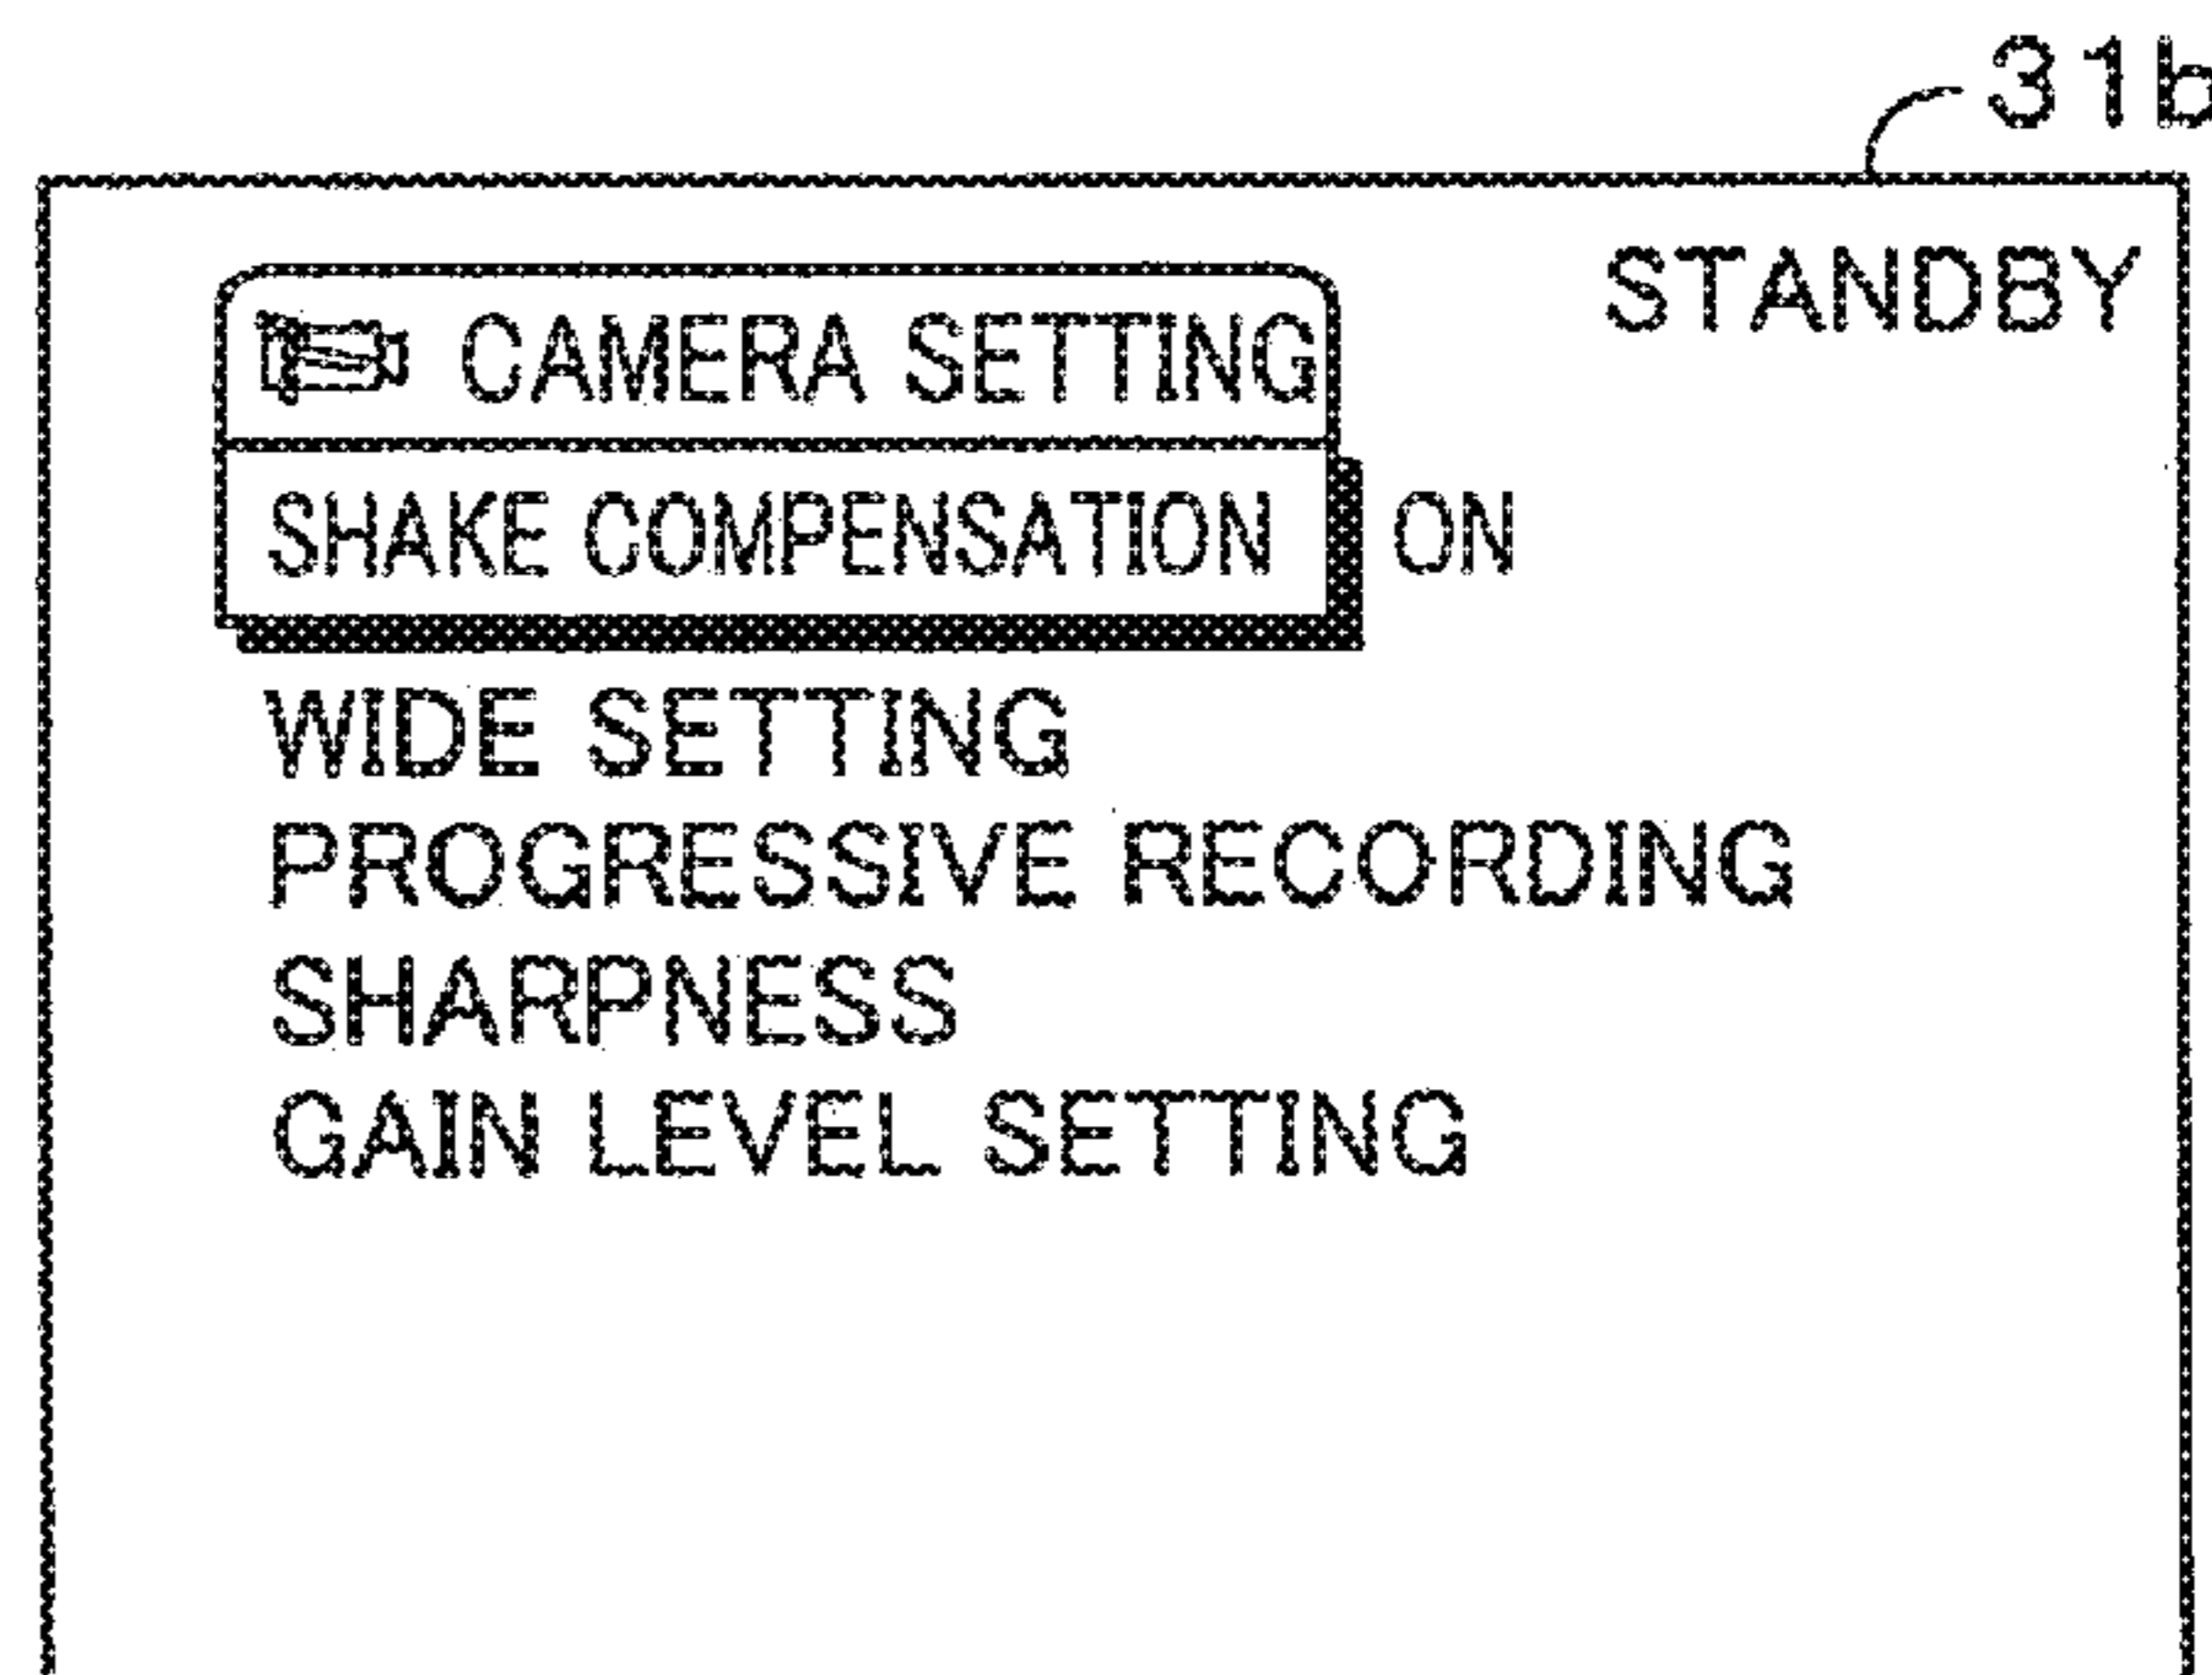 31b
STANDBY
CAMERA SETTING
SHAKE COMPENSATION ON
WIDE SETTING
PROGRESSIVE RECORDING
SHARPNESS
GAIN LEVEL SETTING